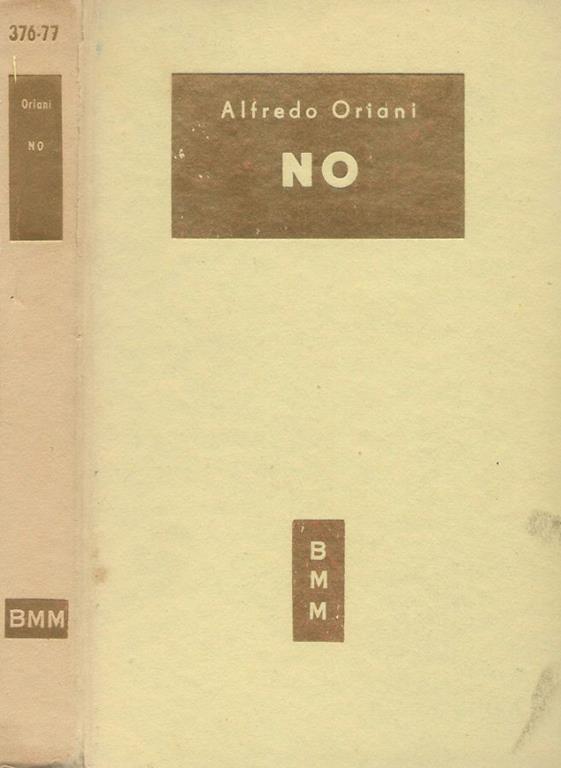 376-77
Oriani
NO
BMM
Alfredo Oriani
NO
B
M
M